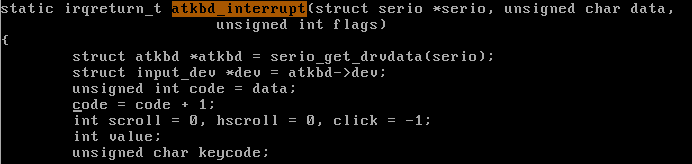 static irqreturn_t atkbd_interrupt(struct serio *serio, unsigned char data,
unsigned int flags)
{
struct atkbd *atkbd = serio_get_drvdata(serio);
struct input_dev *dev = atkbd->dev;
unsigned int code = data;
code = code + 1;
int scroll = 0, hscroll = 0, click = -1;
int value;
unsigned char keycode;